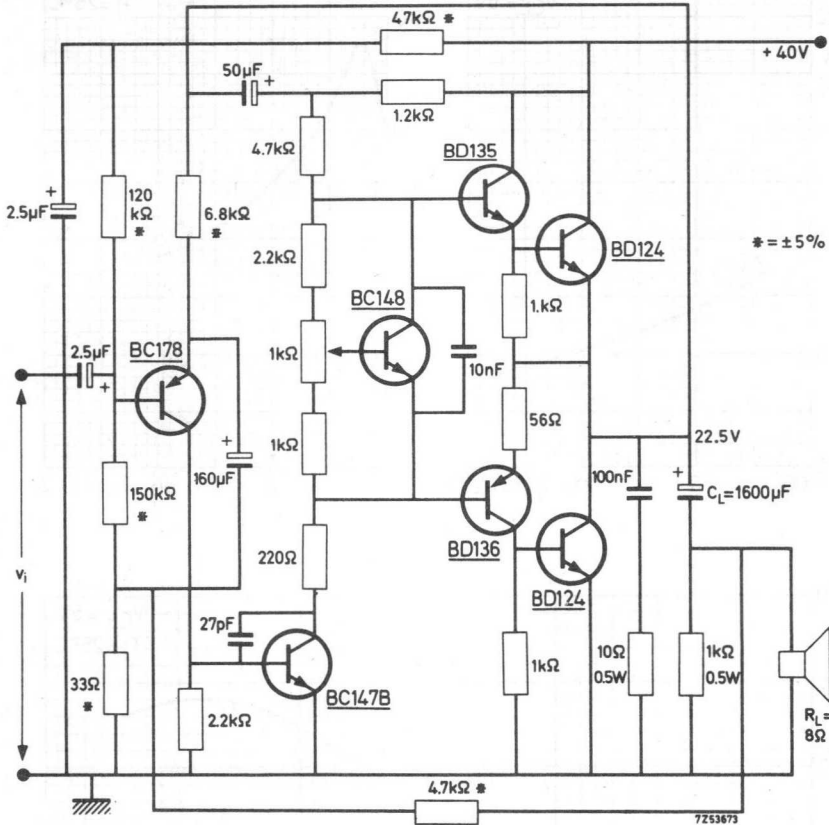 47kΩ *
+40V
50μF
+
1.2kΩ
4.7kΩ
BD135
+
2.5μF
120
kΩ
*
6.8kΩ
*
2.2kΩ
BD124
* = ±5%
BC148
1.kΩ
2.5μF
+
BC178
1kΩ
10nF
22.5V
56Ω
+
150kΩ
*
160μF
1kΩ
100nF
+
CL=1600μF
BD136
vi
220Ω
BD124
27pF
33Ω
*
2.2kΩ
BC147B
1kΩ
10Ω
0.5W
1kΩ
0.5W
RL=
8Ω
4.7kΩ *
7Z53673